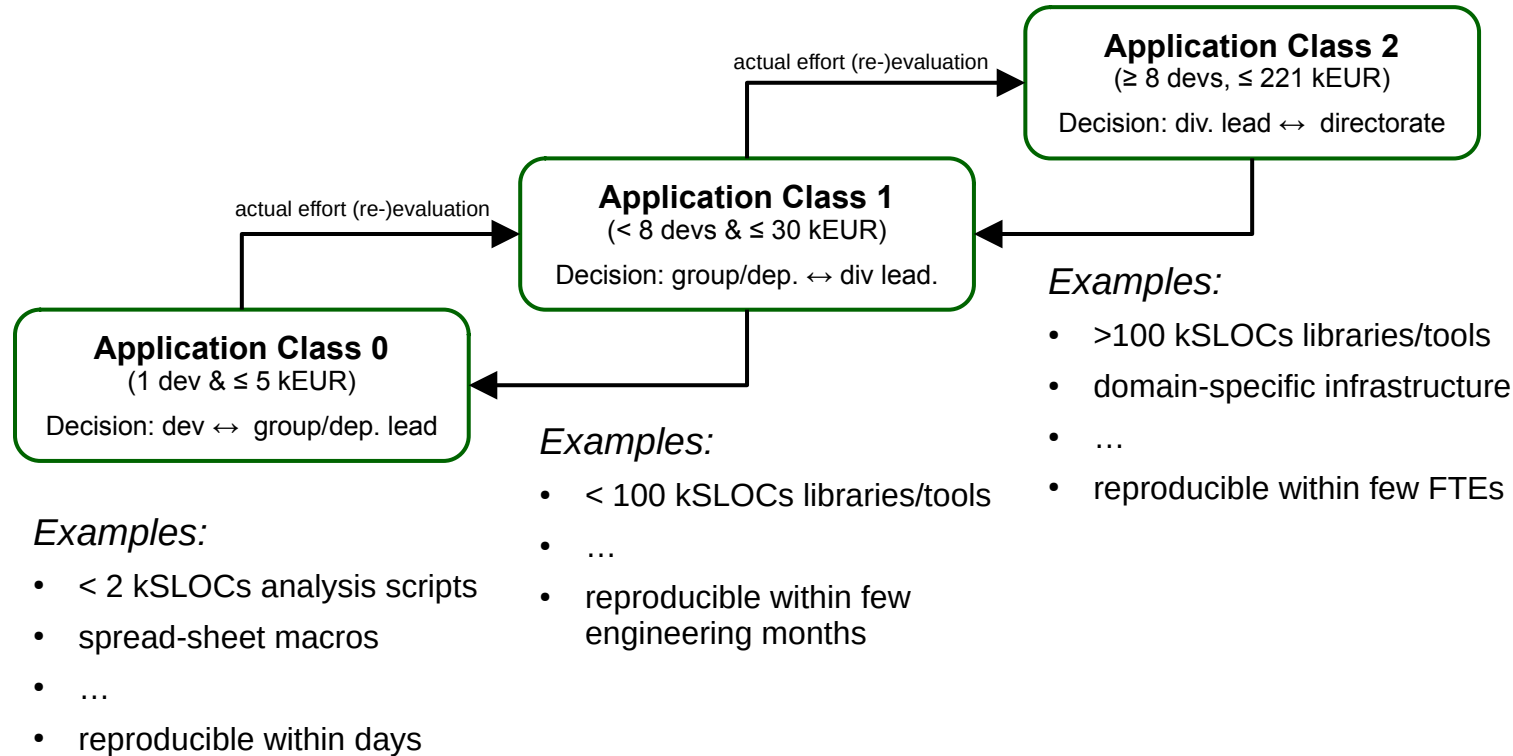 Application Class 2
(≥ 8 devs, ≤ 221 kEUR)
Decision: div. lead ↔ directorate
actual effort (re-)evaluation
Application Class 1
(< 8 devs & ≤ 30 kEUR)
Decision: group/dep. ↔ div lead.
actual effort (re-)evaluation
Application Class 0
(1 dev & ≤ 5 kEUR)
Decision: dev ↔ group/dep. lead
Examples:
• >100 kSLOCs libraries/tools
• domain-specific infrastructure
• …
• reproducible within few FTEs
Examples:
• < 100 kSLOCs libraries/tools
• …
• reproducible within few
engineering months
Examples:
• < 2 kSLOCs analysis scripts
• spread-sheet macros
• …
• reproducible within days